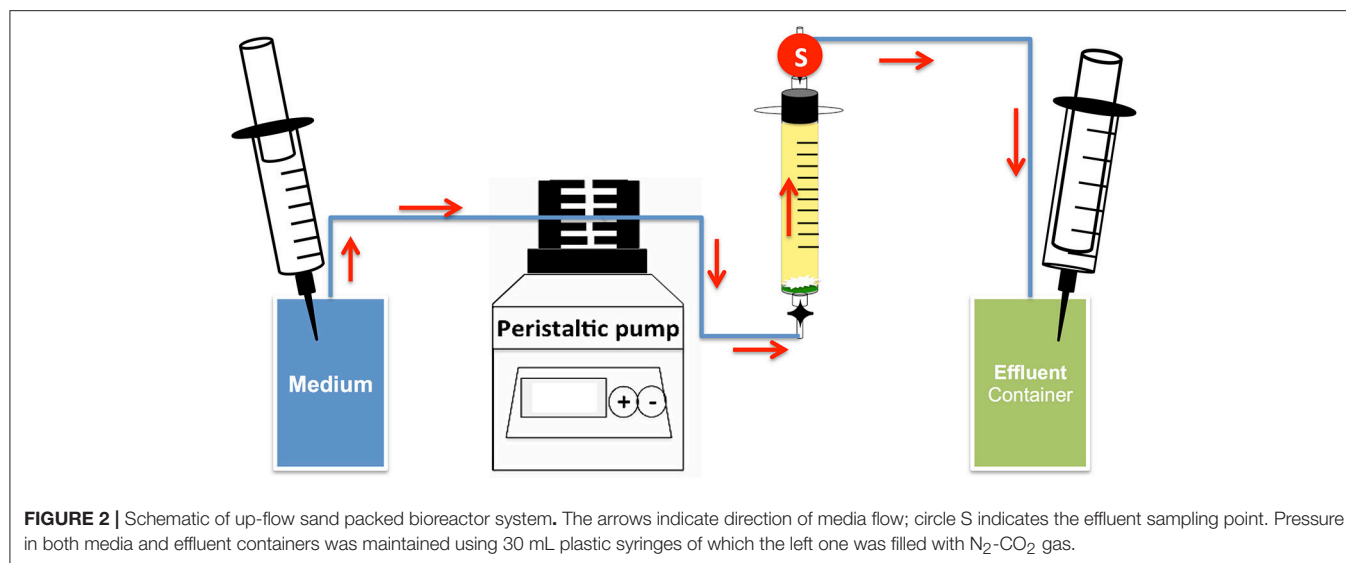 S
Peristaltic pump
+ -
Medium
Effluent
Container
FIGURE 2 | Schematic of up-flow sand packed bioreactor system. The arrows indicate direction of media flow; circle S indicates the effluent sampling point. Pressure
in both media and effluent containers was maintained using 30 mL plastic syringes of which the left one was filled with N₂-CO₂ gas.